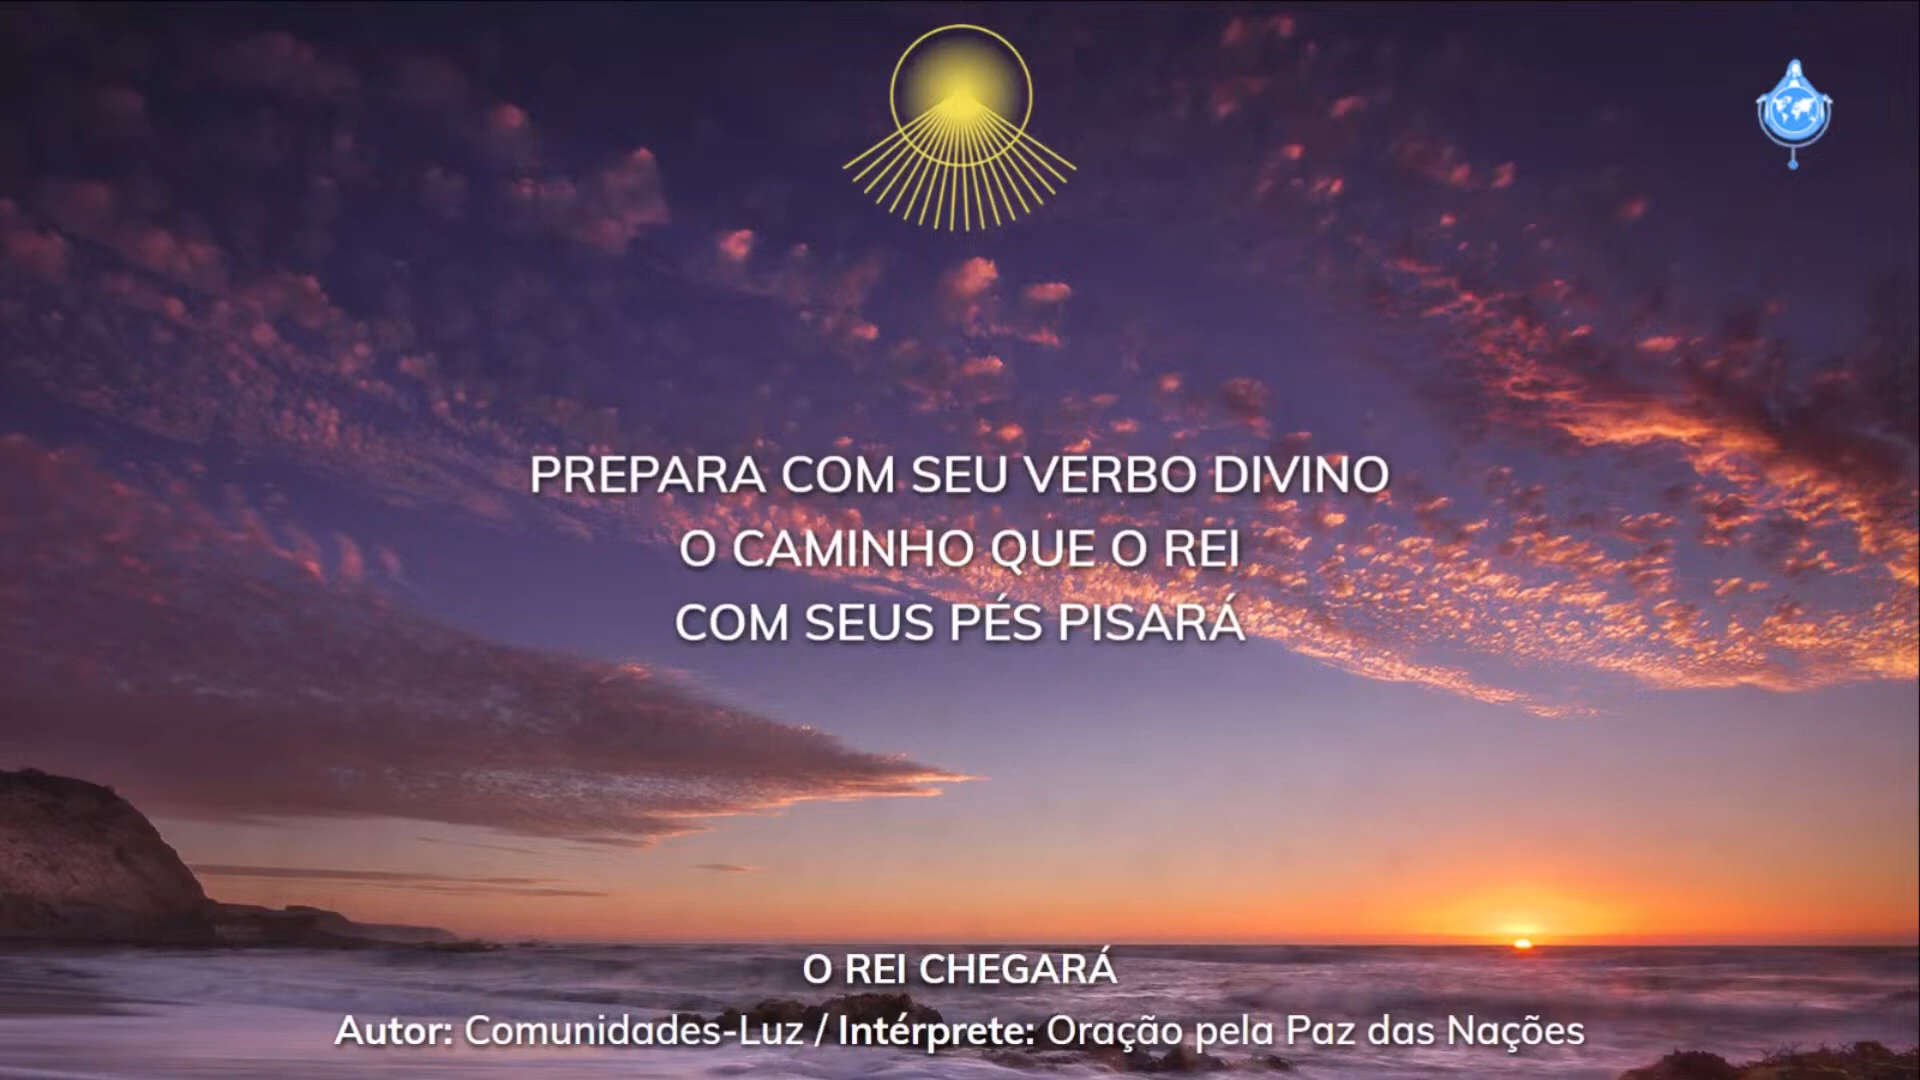 PREPARA COM SEU VERBO DIVINO
O CAMINHO QUE O REI
COM SEUS PÉS PISARÁ
O REI CHEGARÁ
Autor: Comunidades-Luz / Intérprete: Oração pela Paz das Nações